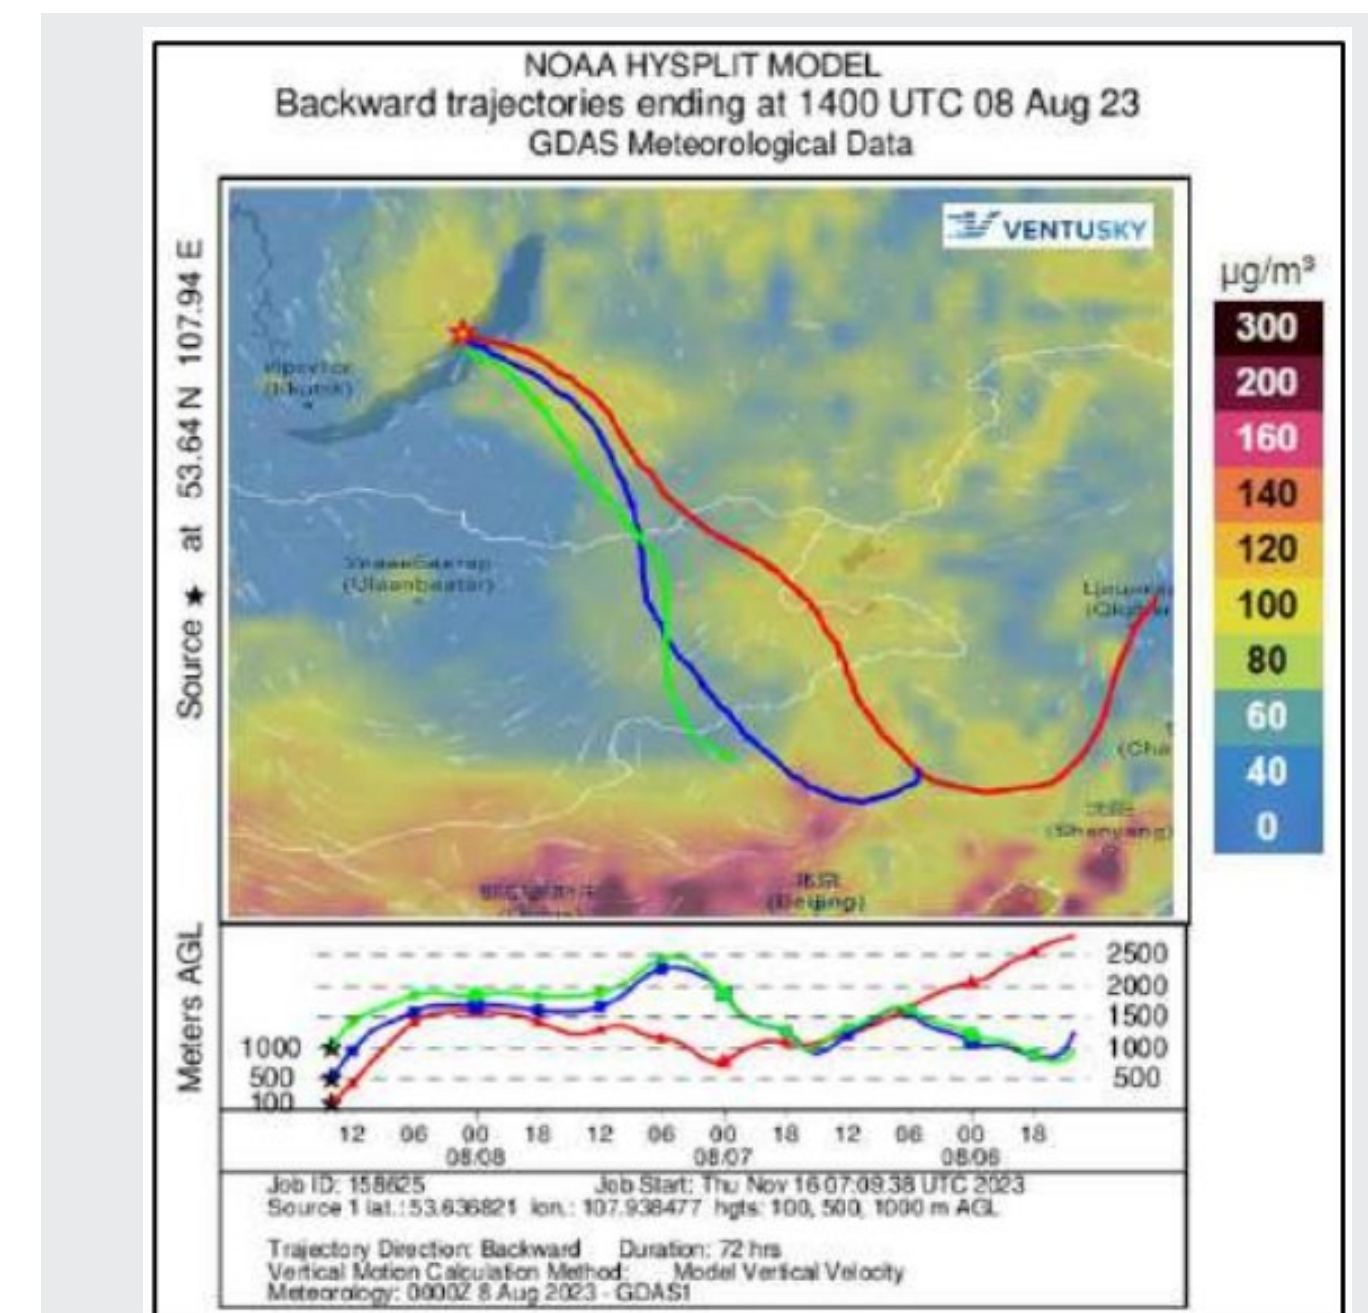 NOAA HYSPLIT MODEL
Backward trajectories ending at 1400 UTC 08 Aug 23
GDAS Meteorological Data
Source ★ at 53.64 N 107.94 E
VENTUSKY
(Ulaanbaatar)
(Shenyang)
北京
(Beijing)
(Cha
µg/m³
300
200
160
140
120
100
80
60
40
0
Meters AGL
2500
2000
1500
1000 1000
500 500
100
12 06 00 18 12 06 00 18 12 06 00 18
08/08 08/07 08/06
Job ID: 158625 Job Start: Thu Nov 16 07:09:38 UTC 2023
Source 1 lat.: 53.636821 lon.: 107.938477 hgts: 100, 500, 1000 m AGL
Trajectory Direction: Backward Duration: 72 hrs
Vertical Motion Calculation Method: Model Vertical Velocity
Meteorology: 0000Z 8 Aug 2023 - GDAS1